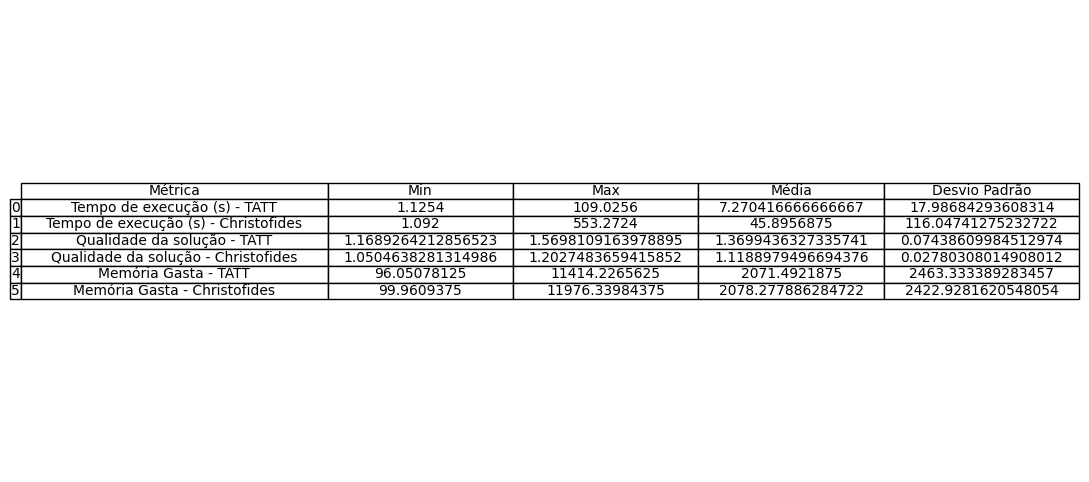 Métrica Min Max Média Desvio Padrão
0 Tempo de execução (s) - TATT 1.1254 109.0256 7.270416666666667 17.98684293608314
1 Tempo de execução (s) - Christofides 1.092 553.2724 45.8956875 116.04741275232722
2 Qualidade da solução - TATT 1.1689264212856523 1.5698109163978895 1.3699436327335741 0.07438609984512974
3 Qualidade da solução - Christofides 1.0504638281314986 1.2027483659415852 1.1188979496694376 0.02780308014908012
4 Memória Gasta - TATT 96.05078125 11414.2265625 2071.4921875 2463.333389283457
5 Memória Gasta - Christofides 99.9609375 11976.33984375 2078.277886284722 2422.9281620548054